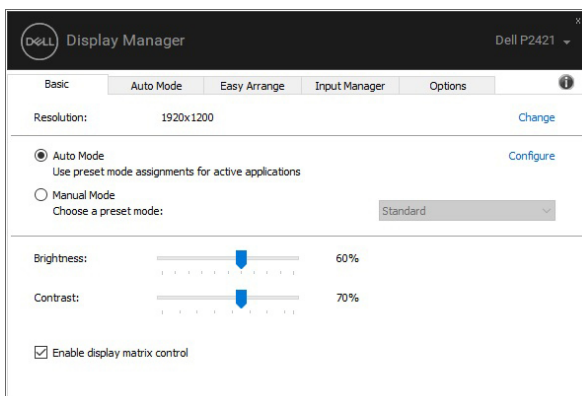 DELL Display Manager
Dell P2421
x
Basic Auto Mode Easy Arrange Input Manager Options i
Resolution: 1920x1200 Change
Auto Mode Configure
Use preset mode assignments for active applications
Manual Mode
Choose a preset mode: Standard
Brightness: 60%
Contrast: 70%
Enable display matrix control